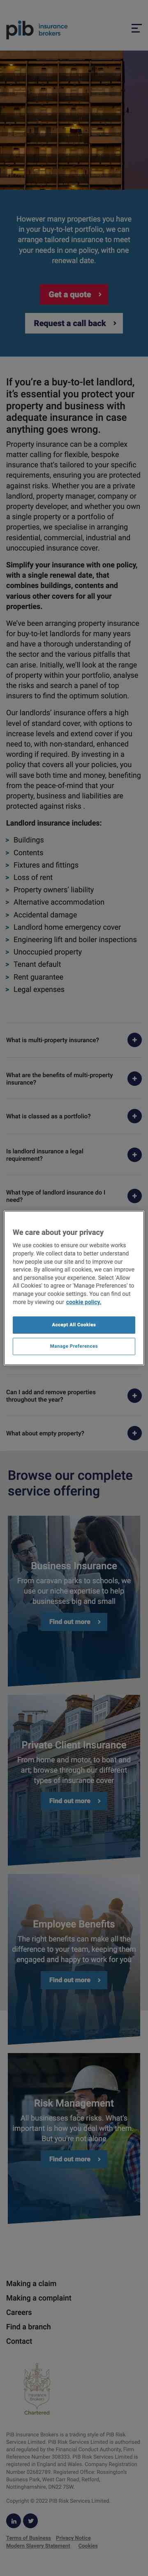 pib insurance
brokers
However many properties you have
in your buy-to-let portfolio, we can
arrange tailored insurance to meet
your needs in one policy, with one
renewal date.
Get a quote
Request a call back
If you're a buy-to-let landlord,
it's essential you protect your
property and business with
adequate insurance in case
anything goes wrong.
Property insurance can be a complex
matter calling for professional, bespoke
insurance that's tailored to your specific
requirements, ensuring you are protected
against risks. Whether you are a private
landlord, property company or property
developer, and whether you own a single
property or a portfolio of
properties, we specialise in arranging
residential, commercial, industrial and
unoccupied insurance cover.
Simplify your insurance with one policy,
with a single renewal date, that
combines buildings, contents and
various other covers for all your
properties.
We've been arranging property insurance
for buy-to-let landlords for more than
have a wealth of understanding about
the sector and the various pitfalls that
can arise. Initially, we'll look at the range
of property within your portfolio, assess
the risks and select the right cover for
your needs from a panel of top insurers.
Our landlords' insurance offers a high
level of standard cover, with options to
increase levels and extend cover if you
need to, with non-standard, enhanced
and tailored if required. By investing in one
policy that covers all your policies, you
will save both time and money, benefiting
from the peace-of-mind that your
property, business and liabilities are
protected against risks .
Landlord insurance includes:
Buildings
Contents
Fixtures and fittings
Loss of rent
Property owners' liability
Alternative accommodation
Accidental damage
Landlord home emergency cover
Engineering lift and boiler inspections
Unoccupied property
Tenant default
Rent guarantee
Legal expenses
What is multi-property insurance?
What are the benefits of multi-property
insurance?
What is classed as a portfolio?
Is landlord insurance a legal
requirement?
What type of landlord insurance do I
need?
We care about your privacy
We use cookies to ensure our website works
properly. We collect data to better understand
how people use our site and to improve our
service. By allowing cookies, we can improve and
personalise your experience. Select 'Allow
All Cookies' to agree or 'Manage Preferences' to
manage your cookie settings. You can find out
more by viewing our cookie policy.
Accept All Cookies
Manage Preferences
Can I add and remove properties
throughout the year?
What about empty property?
Browse our complete
service offering
Business Insurance
From caravan parks to schools, we
use our niche expertise to help
businesses big and small
Find out more
Private Client Insurance
From home and motor, to boat and
art, browse through our different
types of insurance cover
Find out more
Employee Benefits
The right benefits can make all the
difference to your team, keeping them
engaged and happy to work for you
Find out more
Risk Management
All businesses face risks. What's
important is how you deal with them.
But you're not alone
Find out more
Making a claim
Making a complaint
Careers
Find a branch
Contact
Chartered
PIB Insurance Brokers is a trading style of PIB Risk
Services Limited. PIB Risk Services Limited is authorised
and regulated by the Financial Conduct Authority, Firm
Reference Number 308333. PIB Risk Services Limited is
registered in England and Wales. Company Registration
Number 02682789. Registered Office: Rossington's
Business Park, West Carr Road, Retford,
Nottinghamshire, DN22 7SW.
Copyright © 2023 PIB Risk Services Limited.
Terms of Business Privacy Notice
Modern Slavery Statement Cookies